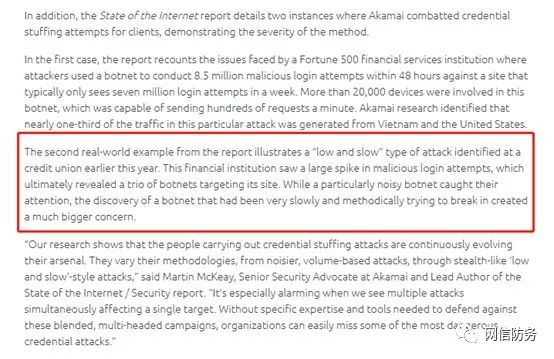 In addition, the State of the Internet report details two instances where Akamai combatted credential
stuffing attempts for clients, demonstrating the severity of the method.
In the first case, the report recounts the issues faced by a Fortune 500 financial services institution where
attackers used a botnet to conduct 8.5 million malicious login attempts within 48 hours against a site that
typically only sees seven million login attempts in a week. More than 20,000 devices were involved in this
botnet, which was capable of sending hundreds of requests a minute. Akamai research identified that
nearly one-third of the traffic in this particular attack was generated from Vietnam and the United States.
The second real-world example from the report illustrates a “low and slow” type of attack identified at a
credit union earlier this year. This financial institution saw a large spike in malicious login attempts, which
ultimately revealed a trio of botnets targeting its site. While a particularly noisy botnet caught their
attention, the discovery of a botnet that had been very slowly and methodically trying to break in created
a much bigger concern.
“Our research shows that the people carrying out credential stuffing attacks are continuously evolving
their arsenal. They vary their methodologies, from noisier, volume-based attacks, through stealth-like ‘low
and slow’-style attacks,” said Martin McKeay, Senior Security Advocate at Akamai and Lead Author of the
State of the Internet / Security report. “It’s especially alarming when we see multiple attacks
simultaneously affecting a single target. Without specific expertise and tools needed to defend against
these blended, multi-headed campaigns, organizations can easily miss some of the most dangerous
credential attacks.”
网信防务